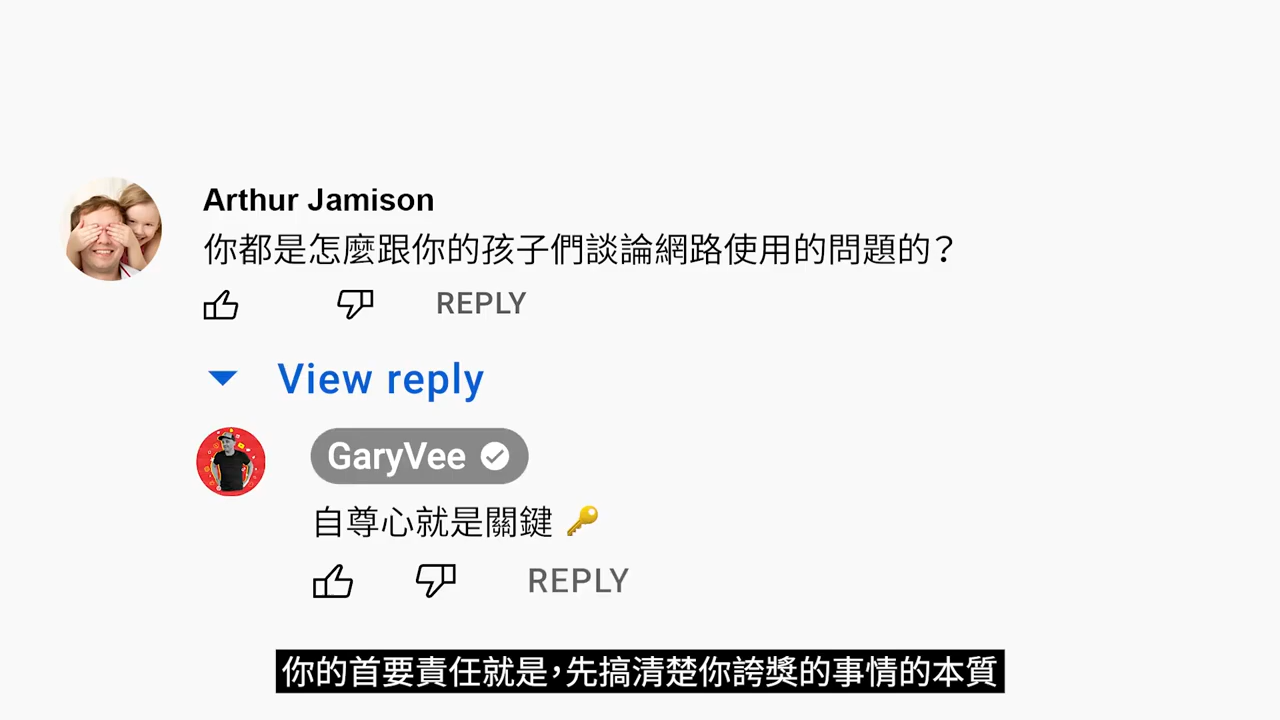 Arthur Jamison
你都是怎麼跟你的孩子們談論網路使用的問題的？
REPLY
View reply
GaryVee
自尊心就是關鍵 🔑
REPLY
你的首要責任就是，先搞清楚你誇獎的事情的本質